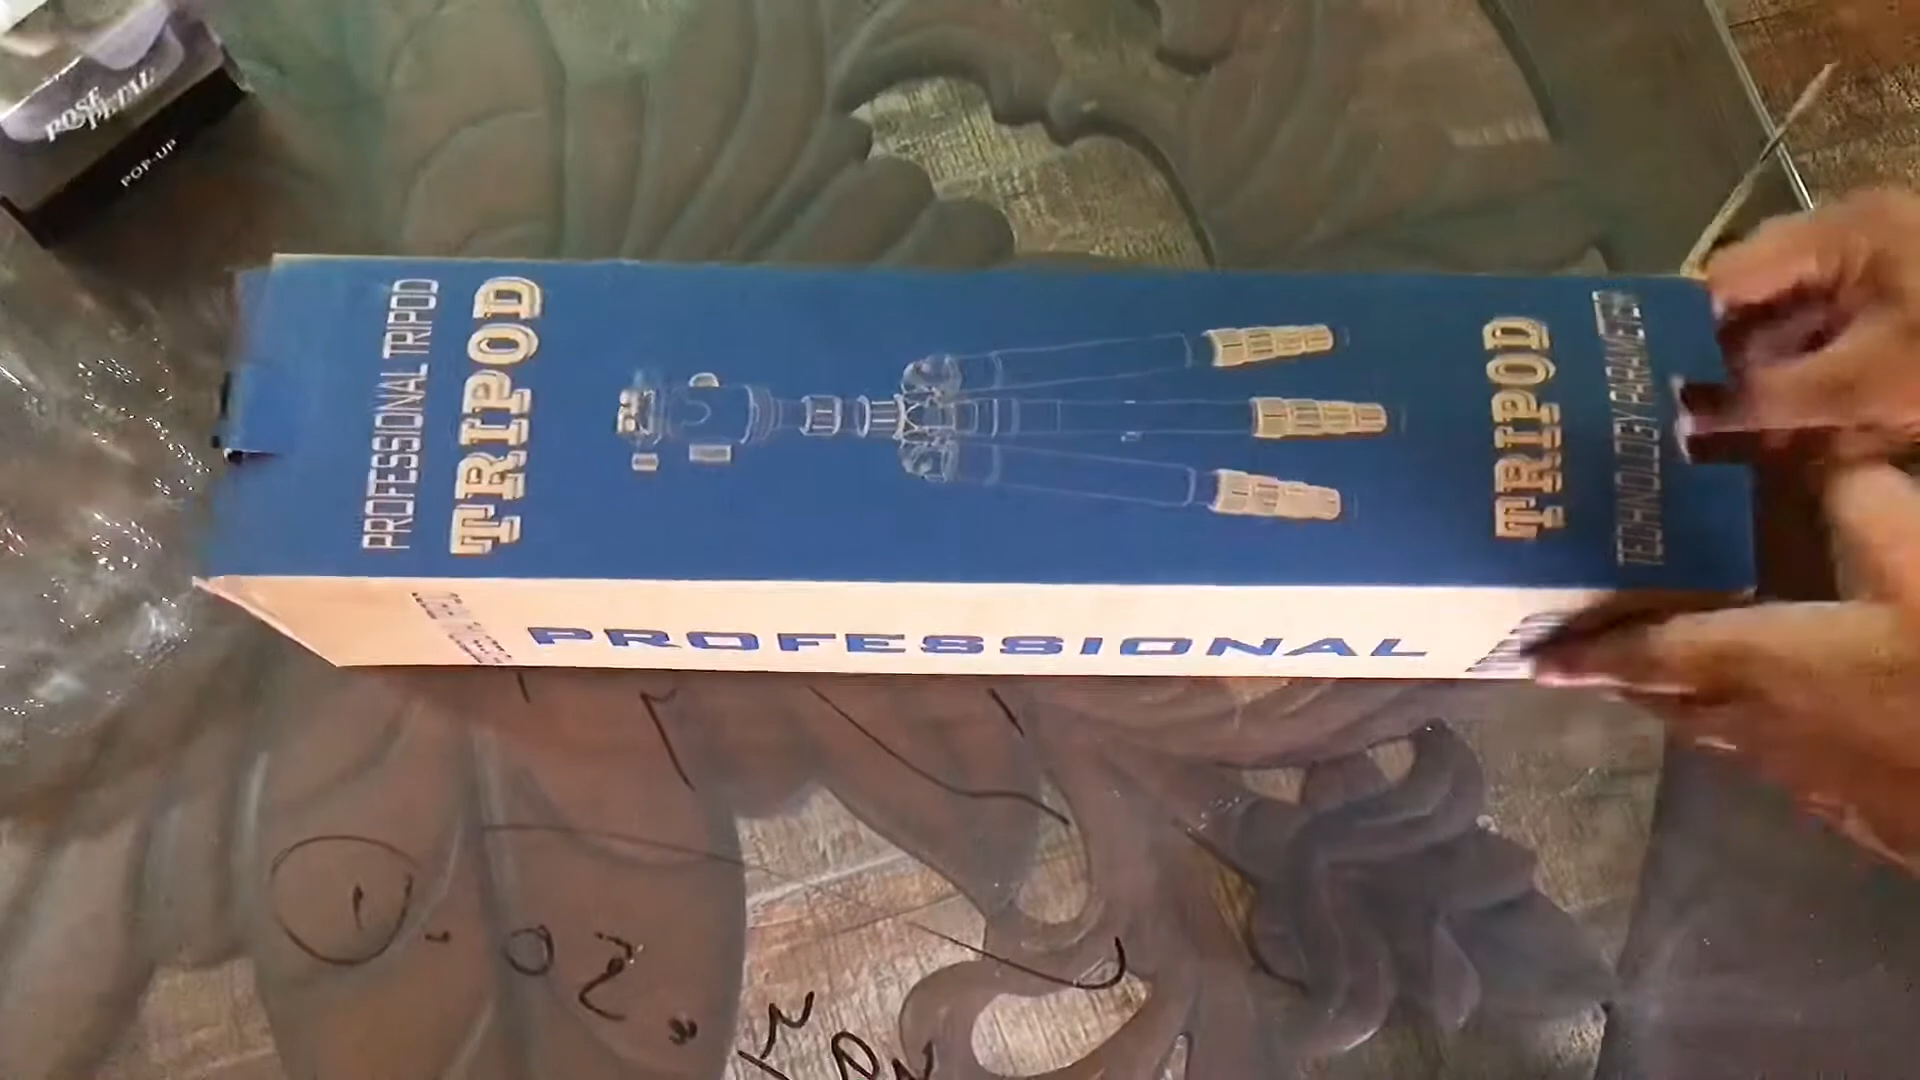 ROSE
PETAL
POP-UP
PROFESSIONAL TRIPOD
TRIPOD
TRIPOD
TECHNOLOGY PARAMETER
PROFESSIONAL